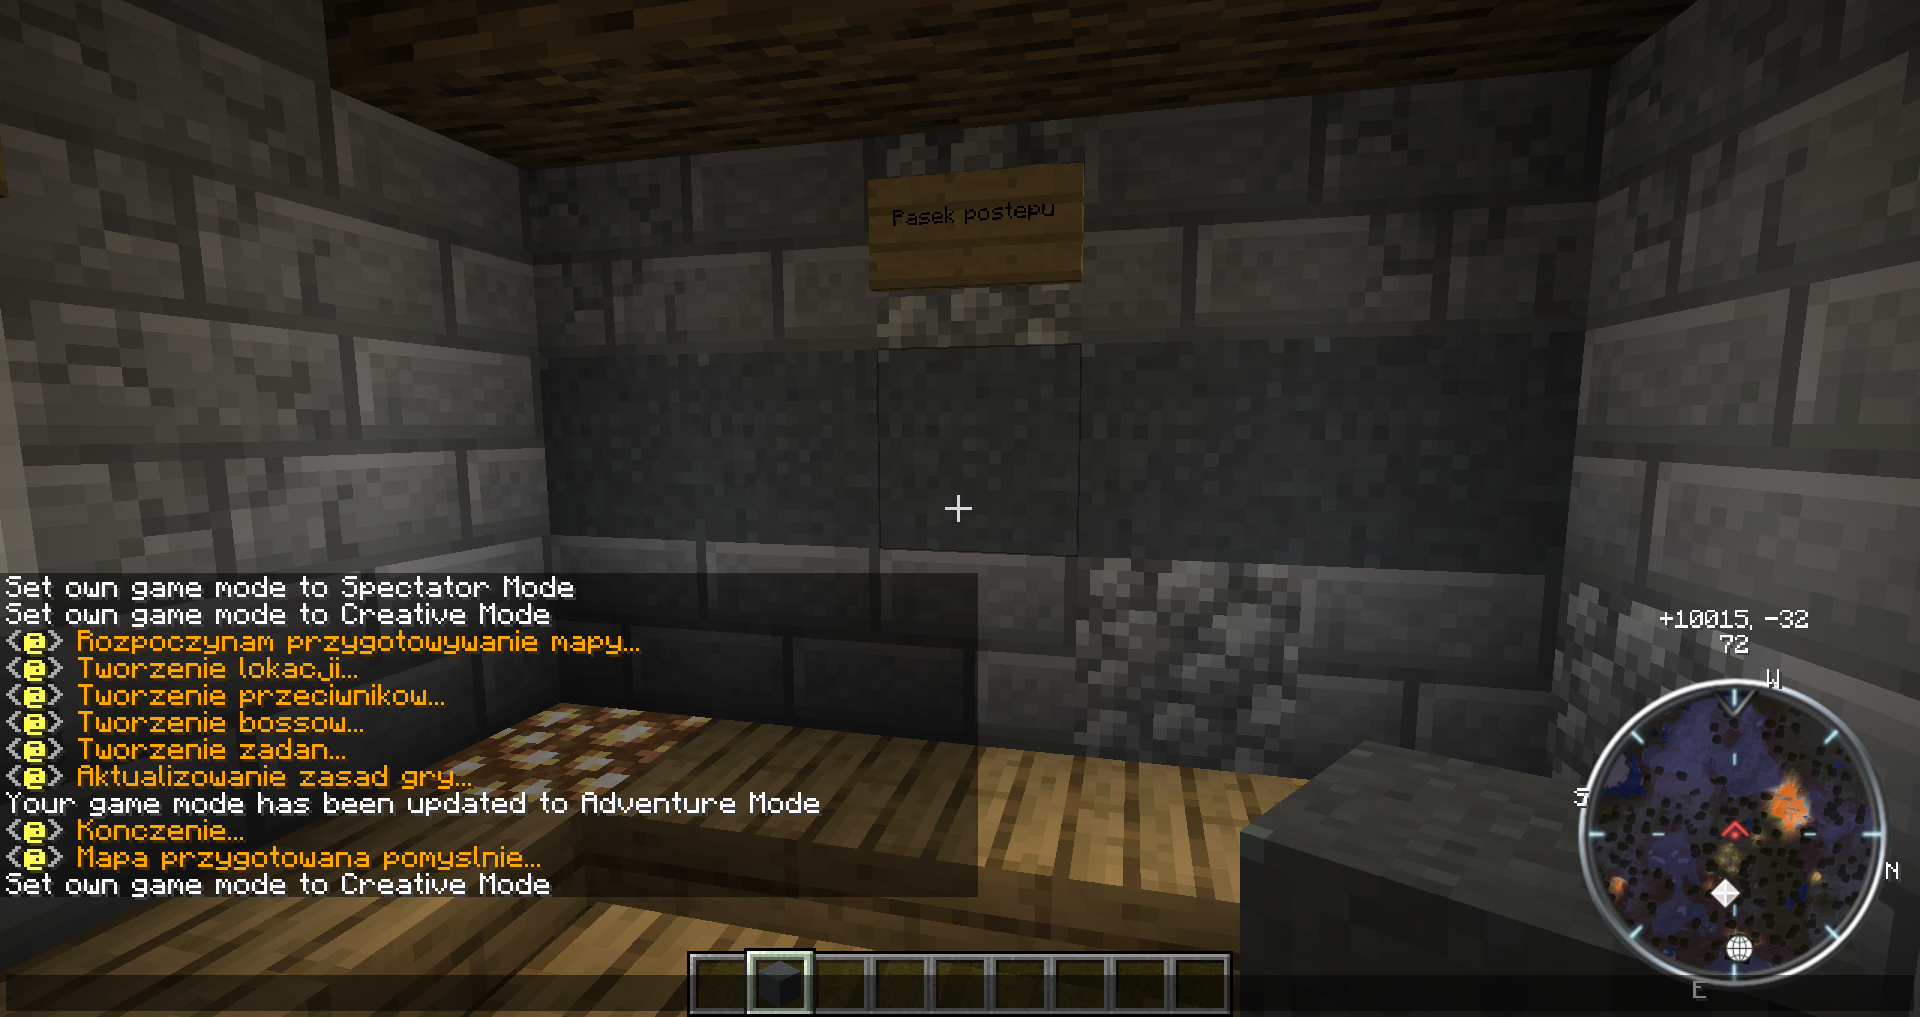 Pasek postepu
Set own game mode to Spectator Mode
Set own game mode to Creative Mode
<@> Rozpoczynam przygotowywanie mapy...
<@> Tworzenie lokacji...
<@> Tworzenie przeciwnikow...
<@> Tworzenie bossow...
<@> Tworzenie zadan...
<@> Aktualizowanie zasad gry...
Your game mode has been updated to Adventure Mode
<@> Konczenie...
<@> Mapa przygotowana pomyslnie...
Set own game mode to Creative Mode
+10015, -32
72
W
S
N
E